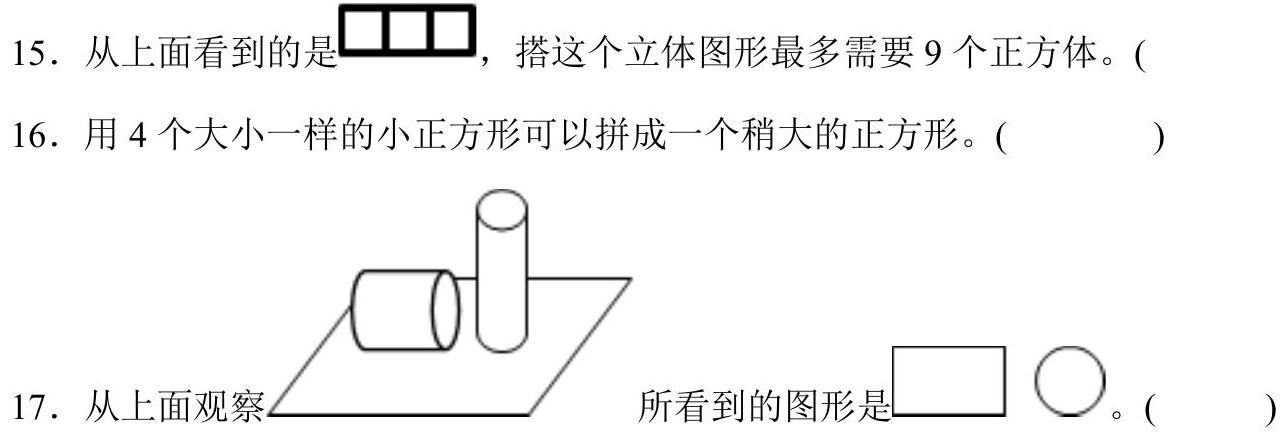 15．从上面看到的是，搭这个立体图形最多需要 9 个正方体。(
16．用 4 个大小一样的小正方形可以拼成一个稍大的正方形。( )
17．从上面观察 所看到的图形是 。( )